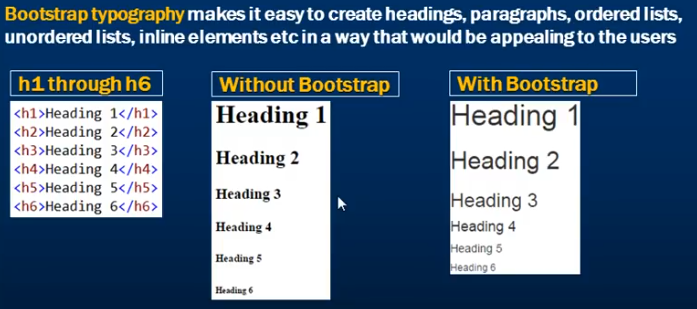 Bootstrap typography makes it easy to create headings, paragraphs, ordered lists,
unordered lists, inline elements etc in a way that would be appealing to the users
h1 through h6
<h1>Heading 1</h1>
<h2>Heading 2</h2>
<h3>Heading 3</h3>
<h4>Heading 4</h4>
<h5>Heading 5</h5>
<h6>Heading 6</h6>
Without Bootstrap
Heading 1
Heading 2
Heading 3
Heading 4
Heading 5
Heading 6
With Bootstrap
Heading 1
Heading 2
Heading 3
Heading 4
Heading 5
Heading 6